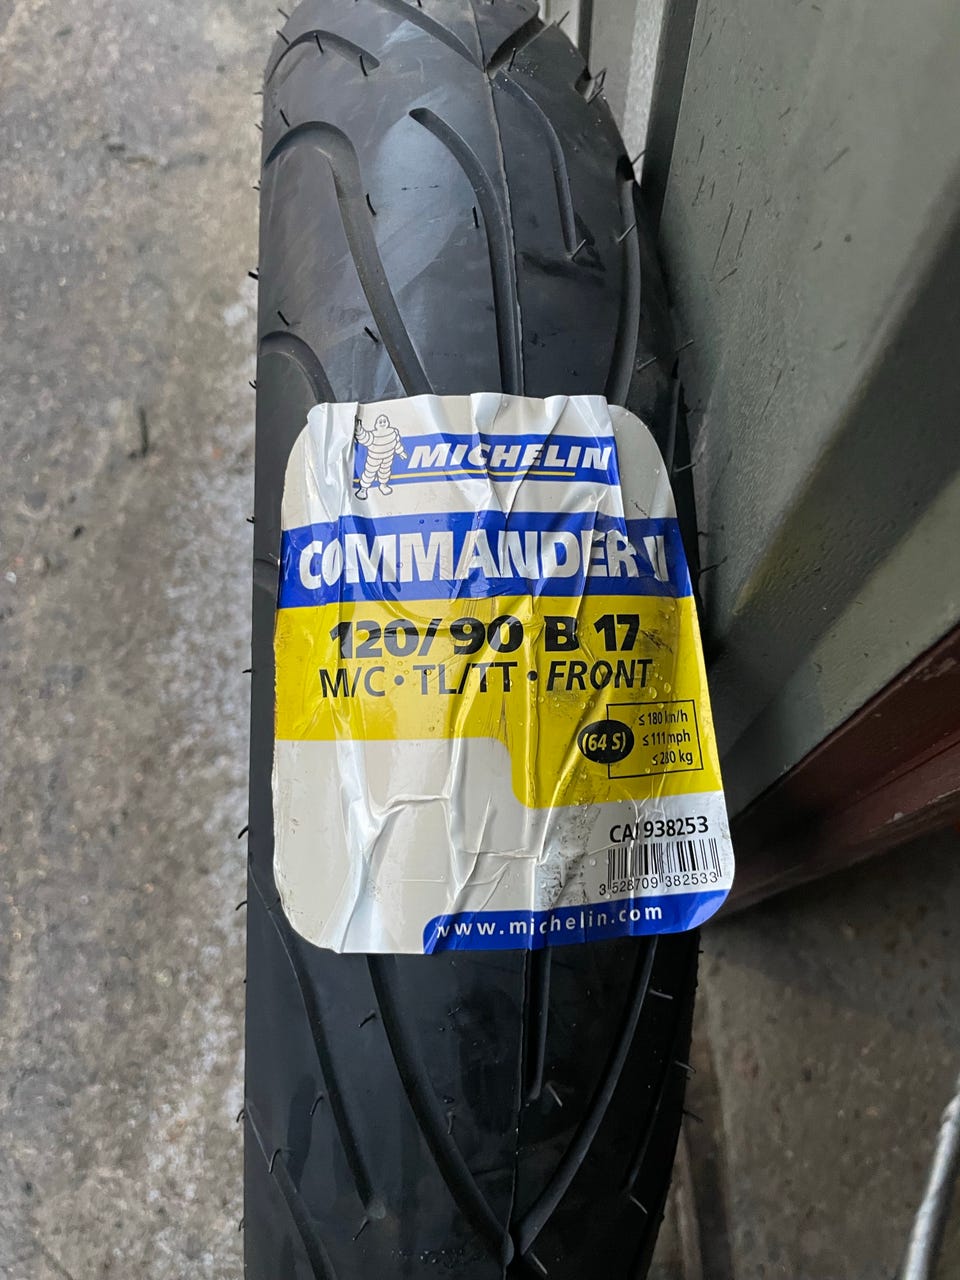 MICHELIN
COMMANDER II
120/90 B 17
M/C • TL/TT • FRONT
(64 S)
≤ 180 km/h
≤ 111 mph
≤ 280 kg
CAI 938253
3 528709 382533
www.michelin.com